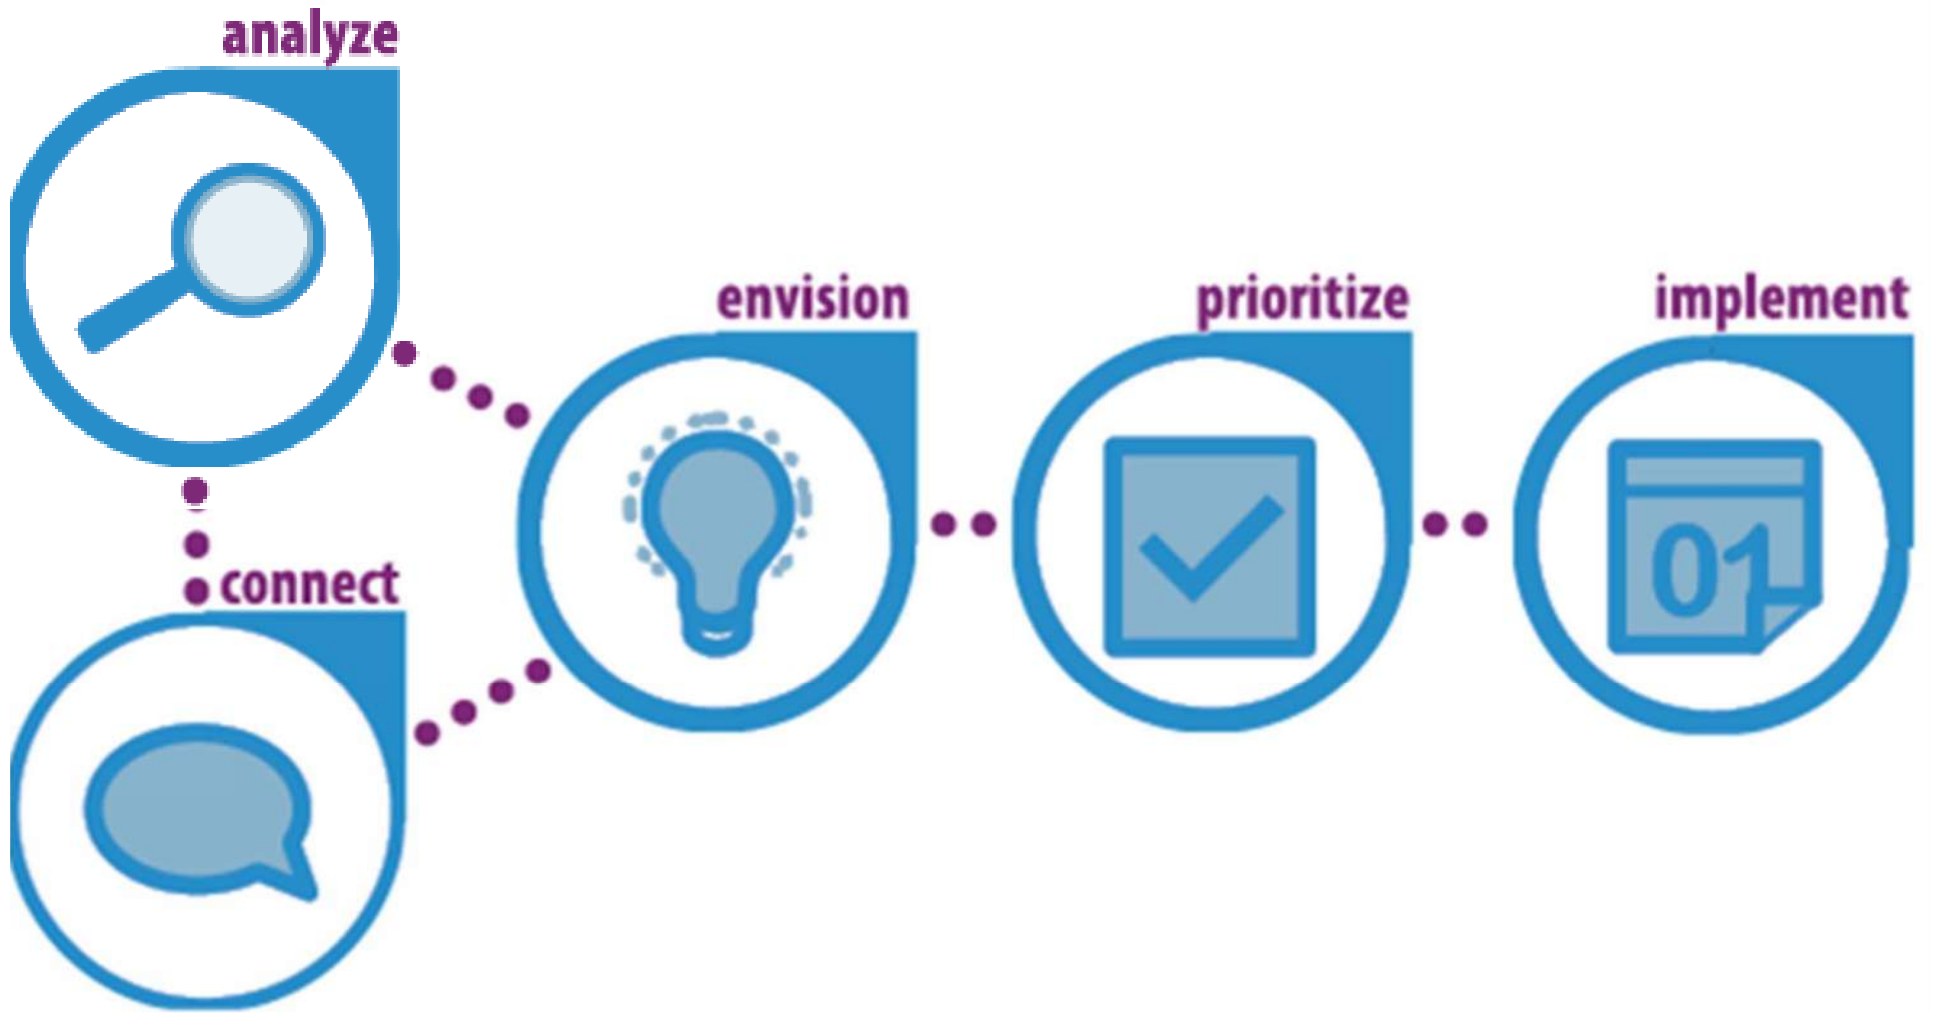 analyze
connect
envision
prioritize
implement
01